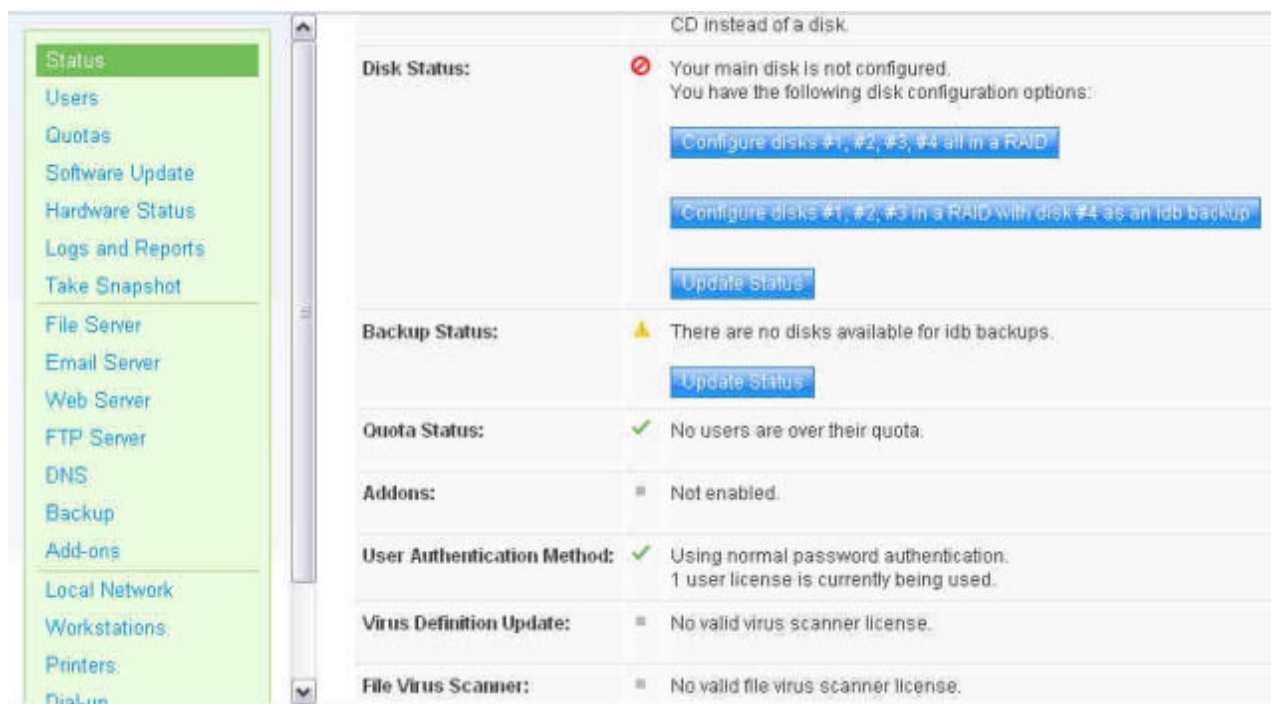 Status
Users
Quotas
Software Update
Hardware Status
Logs and Reports
Take Snapshot
File Server
Email Server
Web Server
FTP Server
DNS
Backup
Add-ons
Local Network
Workstations
Printers
Dial-up
CD instead of a disk.
Disk Status:
Your main disk is not configured.
You have the following disk configuration options:
Configure disks #1, #2, #3, #4 all in a RAID
Configure disks #1, #2, #3 in a RAID with disk #4 as an idb backup
Update Status
Backup Status:
There are no disks available for idb backups.
Update Status
Quota Status:
No users are over their quota.
Addons:
Not enabled.
User Authentication Method:
Using normal password authentication.
1 user license is currently being used.
Virus Definition Update:
No valid virus scanner license.
File Virus Scanner:
No valid file virus scanner license.